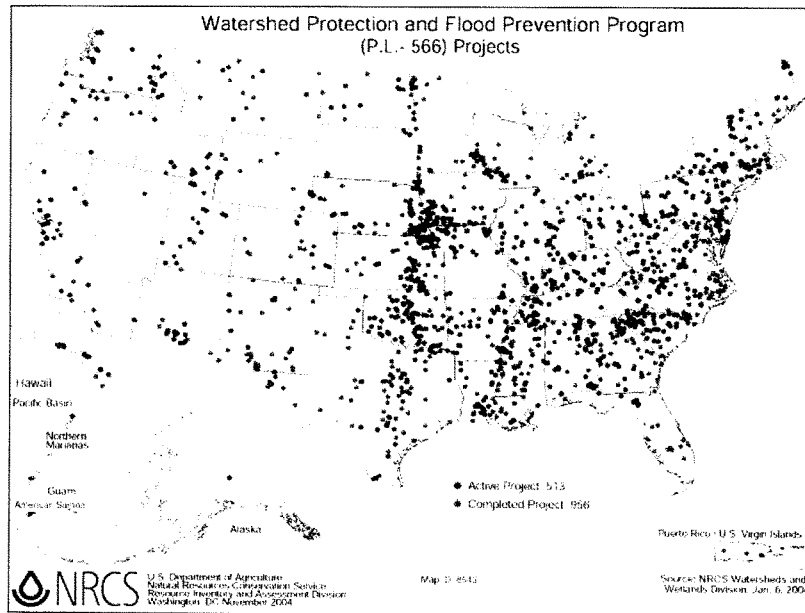 Watershed Protection and Flood Prevention Program
(P.L.- 566) Projects
Hawaii
Pacific Basin
Northern
Marianas
Guam
American Samoa
Alaska
Active Project 513
Completed Project 956
Puerto Rico - U.S. Virgin Islands
NRCS
U.S. Department of Agriculture
Natural Resources Conservation Service
Resource Inventory and Assessment Division
Washington, DC November 2004
Map ID
Source: NRCS Watersheds and
Wetlands Division, Jan. 6,